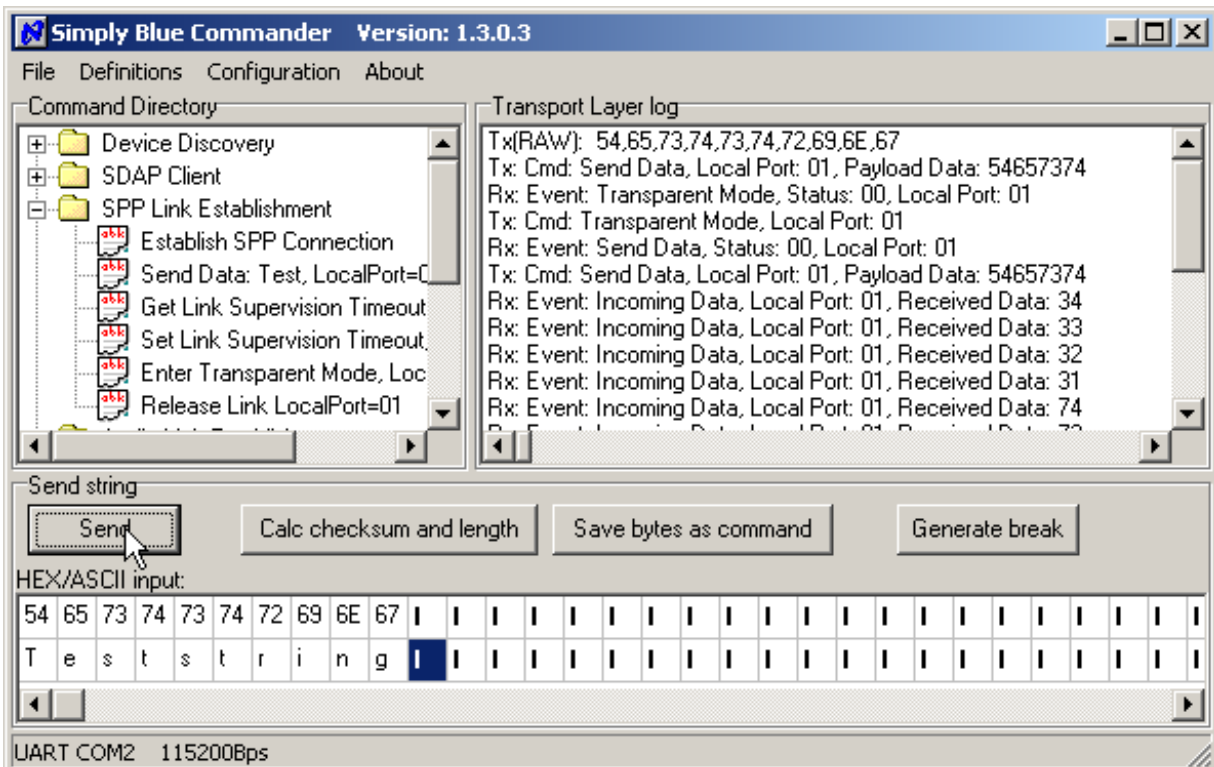 Simply Blue Commander Version: 1.3.0.3
File Definitions Configuration About
Command Directory
Device Discovery
SDAP Client
SPP Link Establishment
Establish SPP Connection
Send Data: Test, LocalPort=0
Get Link Supervision Timeout
Set Link Supervision Timeout,
Enter Transparent Mode, Loc
Release Link LocalPort=01
Transport Layer log
Tx(RAW): 54,65,73,74,73,74,72,69,6E,67
Tx: Cmd: Send Data, Local Port: 01, Payload Data: 54657374
Rx: Event: Transparent Mode, Status: 00, Local Port: 01
Tx: Cmd: Transparent Mode, Local Port: 01
Rx: Event: Send Data, Status: 00, Local Port: 01
Tx: Cmd: Send Data, Local Port: 01, Payload Data: 54657374
Rx: Event: Incoming Data, Local Port: 01, Received Data: 34
Rx: Event: Incoming Data, Local Port: 01, Received Data: 33
Rx: Event: Incoming Data, Local Port: 01, Received Data: 32
Rx: Event: Incoming Data, Local Port: 01, Received Data: 31
Rx: Event: Incoming Data, Local Port: 01, Received Data: 74
Send string
Send Calc checksum and length Save bytes as command Generate break
HEX/ASCII input:
54 65 73 74 73 74 72 69 6E 67
T e s t s t r i n g
UART COM2 115200Bps